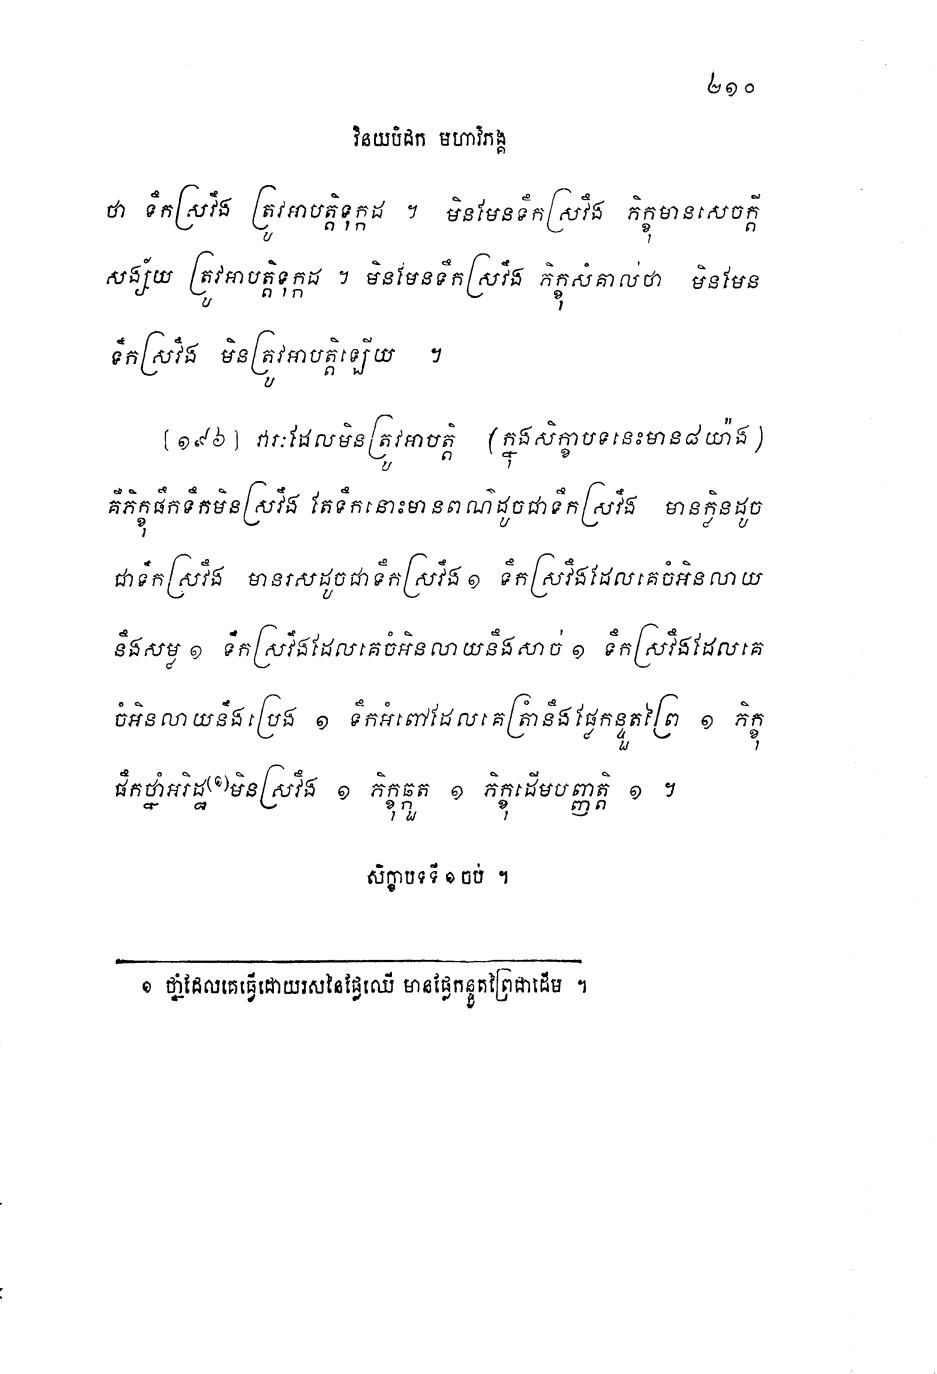 ២១០
វិនយបិដក មហាវិភង្គ
ថា ទឹកស្រវឹង ត្រូវអាបត្តិទុក្កដ ។ មិនមែនទឹកស្រវឹង ភិក្ខុមានសេចក្តី
សង្ស័យ ត្រូវអាបត្តិទុក្កដ ។ មិនមែនទឹកស្រវឹង ភិក្ខុសំគាល់ថា មិនមែន
ទឹកស្រវឹង មិនត្រូវអាបត្តិឡើយ ។
(១៩៦) វារៈដែលមិនត្រូវអាបត្តិ (ក្នុងសិក្ខាបទនេះមាន៨យ៉ាង)
គឺភិក្ខុផឹកទឹកមិនស្រវឹង តែទឹកនោះមានពណ៌ដូចជាទឹកស្រវឹង មានក្លិនដូច
ជាទឹកស្រវឹង មានរសដូចជាទឹកស្រវឹង ១ ទឹកស្រវឹងដែលគេចំអិនលាយ
នឹងសម្ល ១ ទឹកស្រវឹងដែលគេចំអិនលាយនឹងសាច់ ១ ទឹកស្រវឹងដែលគេ
ចំអិនលាយនឹងប្រេង ១ ទឹកអំពៅដែលគេត្រាំនឹងផ្លែកន្ទួតព្រៃ ១ ភិក្ខុ
ផឹកថ្នាំអរិដ្ឋ(១)មិនស្រវឹង ១ ភិក្ខុឆ្កួត ១ ភិក្ខុដើមបញ្ញត្តិ ១ ។
សិក្ខាបទទី ១ ចប់ ។
១ ថ្នាំដែលគេធ្វើដោយរសនៃផ្លែឈើ មានផ្លែកន្ទួតព្រៃជាដើម ។